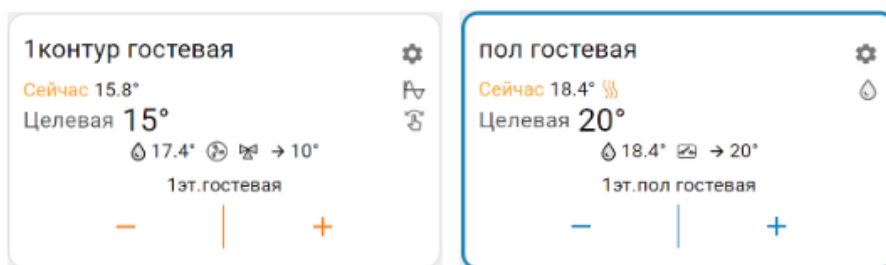 1контур гостевая
Сейчас 15.8°
Целевая 15°
17.4° → 10°
1эт.гостевая
− +
пол гостевая
Сейчас 18.4°
Целевая 20°
18.4° → 20°
1эт.пол гостевая
− +